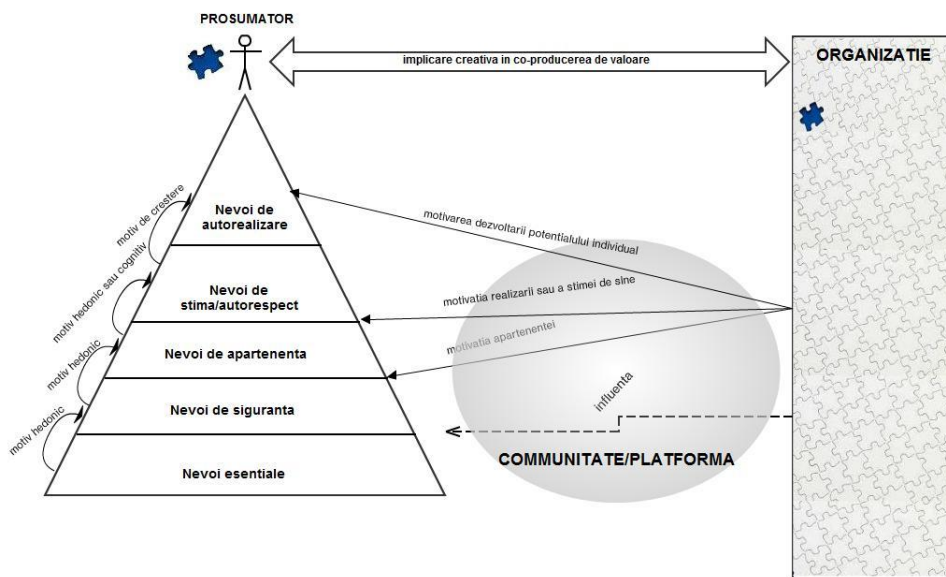 PROSUMATOR
implicare creativa in co-producerea de valoare
ORGANIZATIE
motiv de crestere
motiv hedonic sau cognitiv
motiv hedonic
motiv hedonic
Nevoi de
autorealizare
Nevoi de
stima/autorespect
Nevoi de apartenenta
Nevoi de siguranta
Nevoi esentiale
motivarea dezvoltarii potentialului individual
motivatia realizarii sau a stimei de sine
motivatia apartenentei
influenta
COMMUNITATE/PLATFORMA